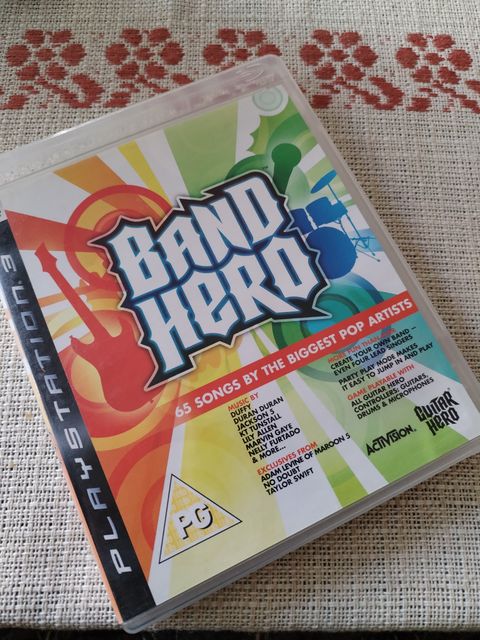 PLAYSTATION 3
BAND
HERO
65 SONGS BY THE BIGGEST POP ARTISTS
MUSIC BY
DUFFY
DURAN DURAN
JACKSON 5
KT TUNSTALL
LILY ALLEN
MARVIN GAYE
NELLY FURTADO
& MORE...
EXCLUSIVES FROM
ADAM LEVINE OF MAROON 5
NO DOUBT
TAYLOR SWIFT
CREATE YOUR OWN BAND –
EVEN FOUR LEAD SINGERS
PARTY PLAY MODE MAKES
IT EASY TO JUMP IN AND PLAY
GAME PLAYABLE WITH
ALL GUITAR HERO
CONTROLLERS: GUITARS,
DRUMS & MICROPHONES
PG
ACTIVISION.
GUITAR
HERO